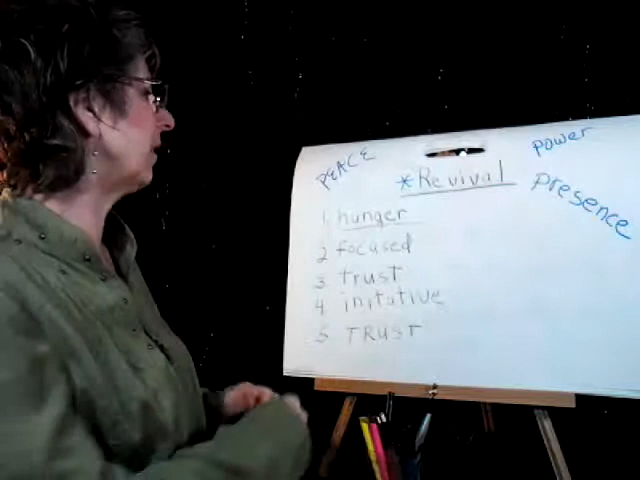 PEACE
power
*Revival
presence
1 hunger
2 focused
3 trust
4 initative
5 TRUST